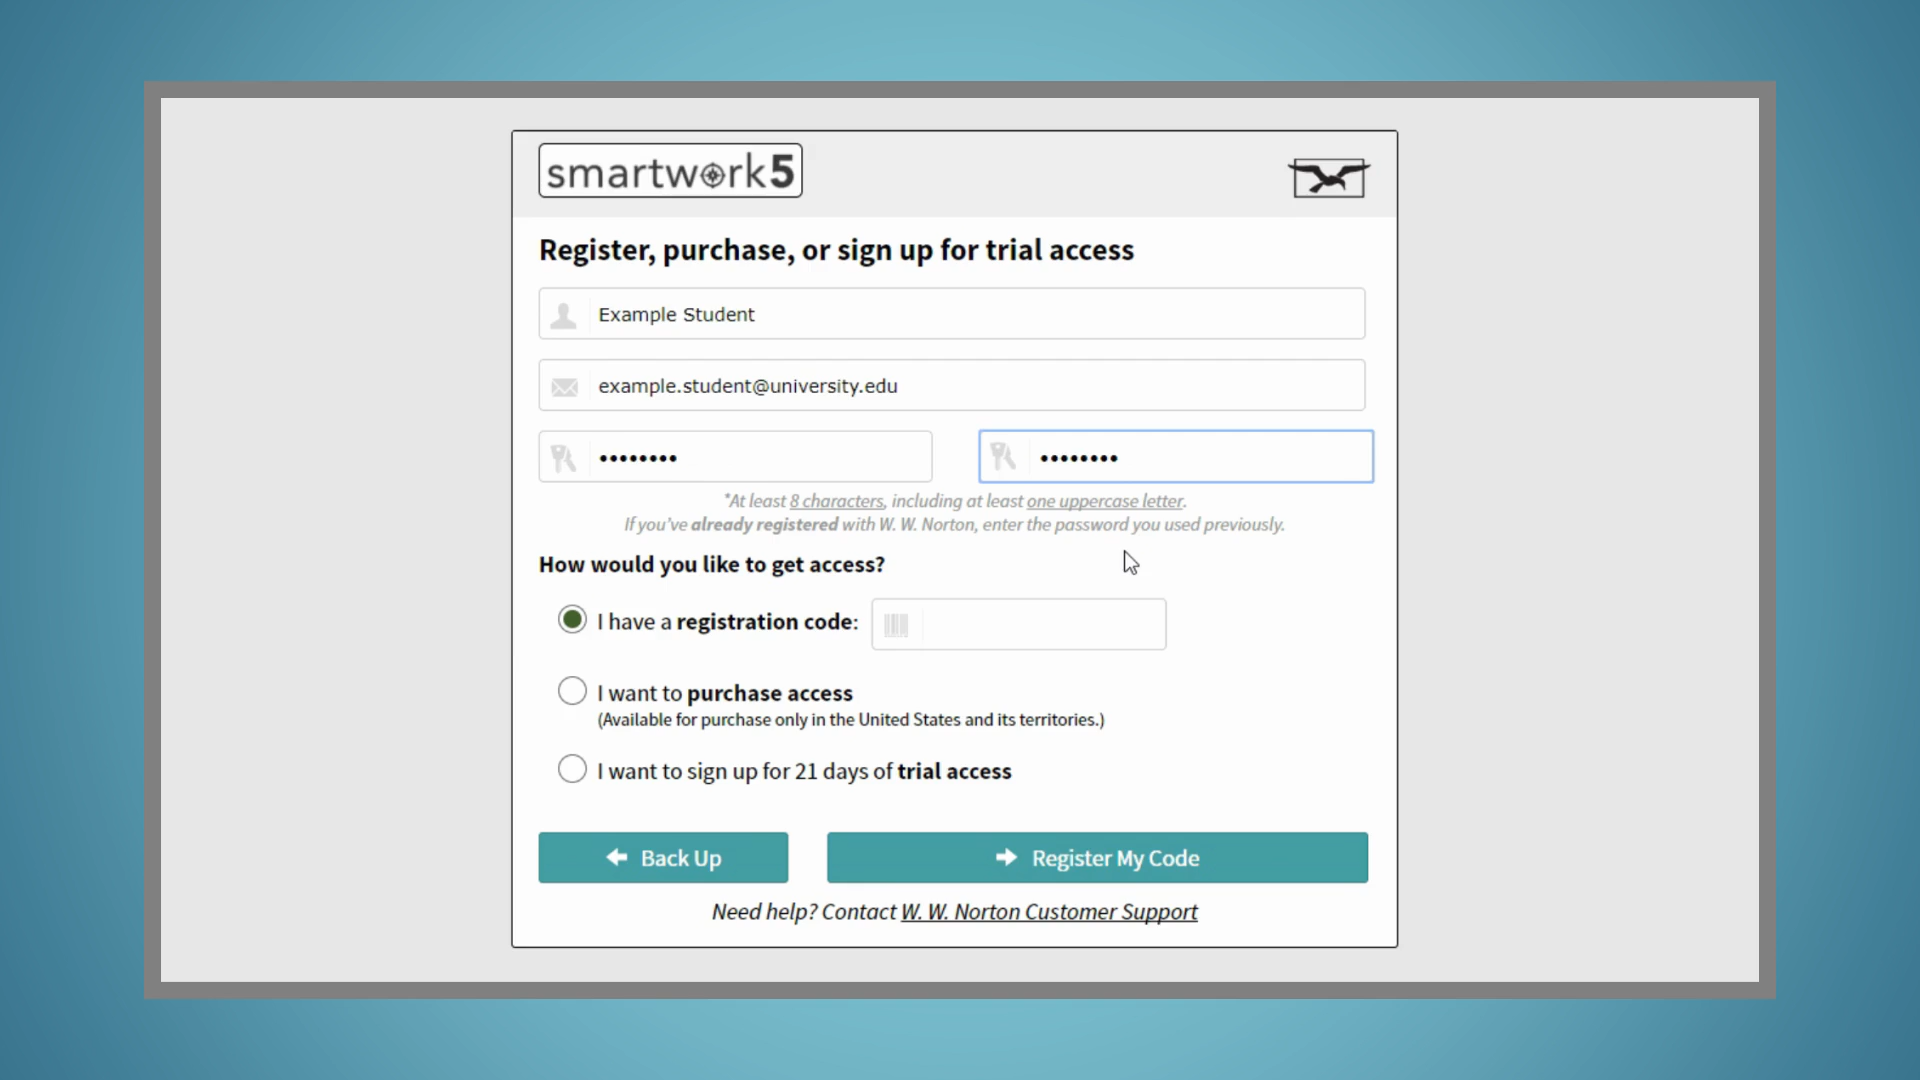 smartwork5
Register, purchase, or sign up for trial access
Example Student
example.student@university.edu
•••••••• ••••••••
*At least 8 characters, including at least one uppercase letter.
If you've already registered with W. W. Norton, enter the password you used previously.
How would you like to get access?
I have a registration code:
I want to purchase access
(Available for purchase only in the United States and its territories.)
I want to sign up for 21 days of trial access
Back Up
Register My Code
Need help? Contact W. W. Norton Customer Support